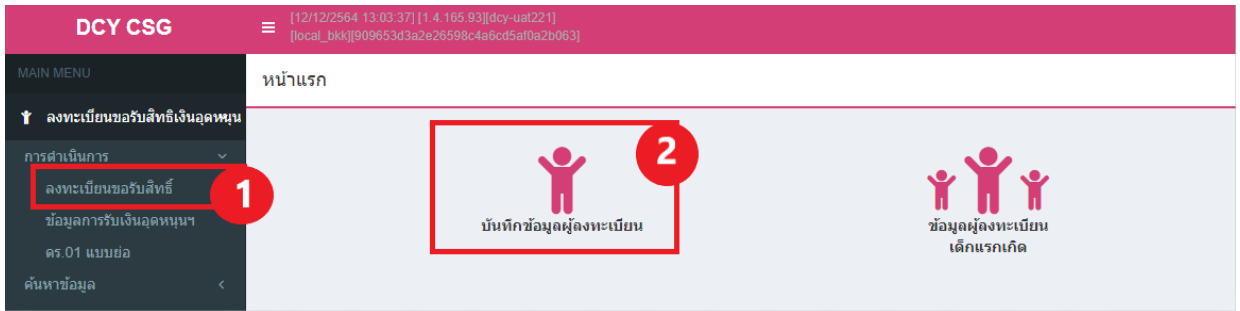 DCY CSG
[12/12/2564 13:03:37] [1.4.165.93][dcy-uat221]
[local_bkk][909653d3a2e26598c4a6cd5af0a2b063]
MAIN MENU
หน้าแรก
ลงทะเบียนขอรับสิทธิเงินอุดหนุน
การดำเนินการ
ลงทะเบียนขอรับสิทธิ์
1
ข้อมูลการรับเงินอุดหนุนฯ
ดร.01 แบบย่อ
ค้นหาข้อมูล
2
บันทึกข้อมูลผู้ลงทะเบียน
ข้อมูลผู้ลงทะเบียน
เด็กแรกเกิด